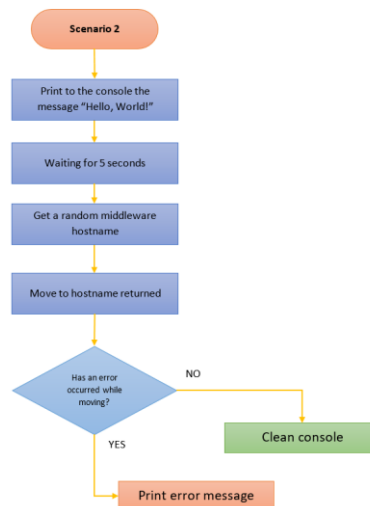 Scenario 2
Print to the console the
message “Hello, World!”
Waiting for 5 seconds
Get a random middleware
hostname
Move to hostname returned
Has an error
occurred while
moving?
NO
Clean console
YES
Print error message